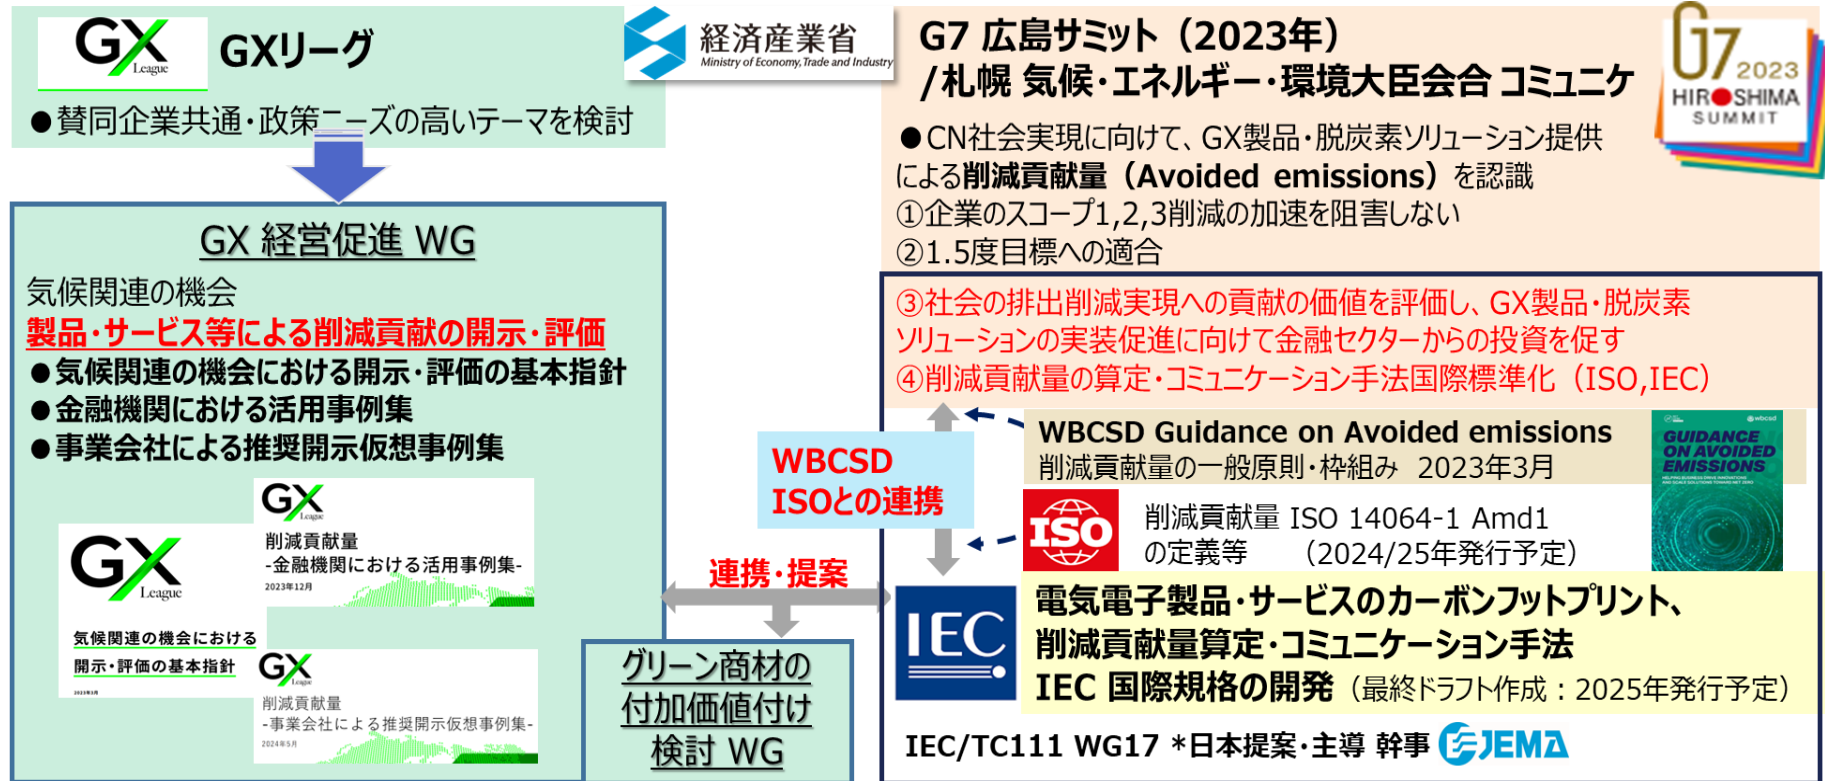 GX
League
GXリーグ
●賛同企業共通・政策ニーズの高いテーマを検討
経済産業省
Ministry of Economy, Trade and Industry
G7 広島サミット（2023年）
/札幌 気候・エネルギー・環境大臣会合 コミュニケ
G7 2023
HIROSHIMA
SUMMIT
●CN社会実現に向けて、GX製品・脱炭素ソリューション提供
による削減貢献量（Avoided emissions）を認識
①企業のスコープ1,2,3削減の加速を阻害しない
②1.5度目標への適合
③社会の排出削減実現への貢献の価値を評価し、GX製品・脱炭素
ソリューションの実装促進に向けて金融セクターからの投資を促す
④削減貢献量の算定・コミュニケーション手法国際標準化（ISO,IEC）
GX 経営促進 WG
気候関連の機会
製品・サービス等による削減貢献の開示・評価
●気候関連の機会における開示・評価の基本指針
●金融機関における活用事例集
●事業会社による推奨開示仮想事例集
GX
League
削減貢献量
-金融機関における活用事例集-
2023年12月
GX
League
気候関連の機会における
開示・評価の基本指針
2023年3月
GX
League
削減貢献量
-事業会社による推奨開示仮想事例集-
2024年5月
WBCSD
ISOとの連携
連携・提案
グリーン商材の
付加価値付け
検討 WG
WBCSD Guidance on Avoided emissions
削減貢献量の一般原則・枠組み 2023年3月
wbcsd
GUIDANCE
ON AVOIDED
EMISSIONS
HELPING BUSINESS DRIVE INNOVATIONS
AND SCALE SOLUTIONS TOWARD NET ZERO
ISO
削減貢献量 ISO 14064-1 Amd1
の定義等 （2024/25年発行予定）
IEC
電気電子製品・サービスのカーボンフットプリント、
削減貢献量算定・コミュニケーション手法
IEC 国際規格の開発（最終ドラフト作成：2025年発行予定）
IEC/TC111 WG17 *日本提案・主導 幹事 JEMA